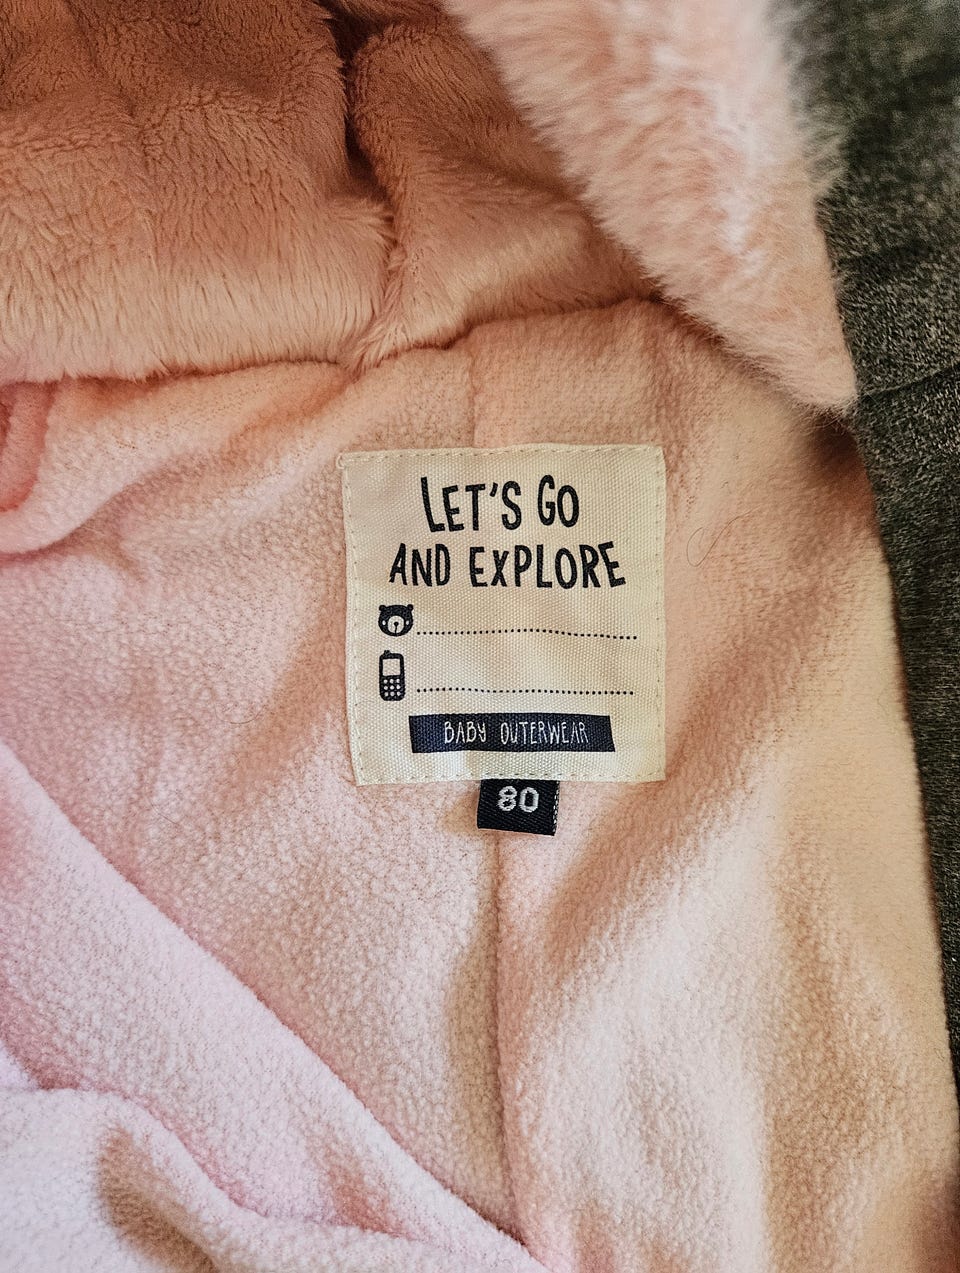 LET'S GO
AND EXPLORE
BABY OUTERWEAR
80